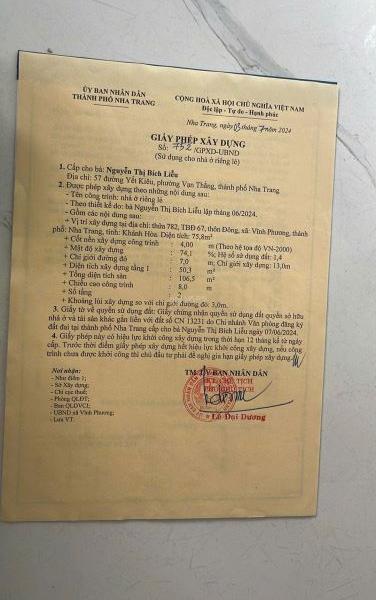 ỦY BAN NHÂN DÂN
THÀNH PHỐ NHA TRANG
CỘNG HOÀ XÃ HỘI CHỦ NGHĨA VIỆT NAM
Độc lập - Tự do - Hạnh phúc
Nha Trang, ngày 03 tháng 7 năm 2024
GIẤY PHÉP XÂY DỰNG
Số: 752 /GPXD-UBND
(Sử dụng cho nhà ở riêng lẻ)
1. Cấp cho bà: Nguyễn Thị Bích Liễu
Địa chỉ: 57 đường Yết Kiêu, phường Vạn Thắng, thành phố Nha Trang
2. Được phép xây dựng theo những nội dung sau:
- Tên công trình: nhà ở riêng lẻ
- Theo thiết kế do: bà Nguyễn Thị Bích Liễu lập tháng 06/2024.
- Gồm các nội dung sau:
+ Vị trí xây dựng tại địa chỉ: thửa 782, TBĐ 67, thôn Đông, xã Vĩnh Phương, thành
phố: Nha Trang, tỉnh: Khánh Hòa. Diện tích: 75,8m²
+ Cốt nền xây dựng công trình : 4,00 m (Theo hệ tọa độ VN-2000)
+ Mật độ xây dựng : 74,1 %; Hệ số sử dụng đất: 1,4
+ Chỉ giới đường đỏ : 7,0 m; Chỉ giới xây dựng: 13,0m
+ Diện tích xây dựng tầng 1 : 50,3 m²
+ Tổng diện tích sàn : 106,5 m²
+ Chiều cao công trình : 8,0 m
+ Số tầng : 2
+ Khoảng lùi xây dựng so với chỉ giới đường đỏ: 3,0m.
3. Giấy tờ về quyền sử dụng đất: Giấy chứng nhận quyền sử dụng đất quyền sở hữu
nhà ở và tài sản khác gắn liền với đất số CN 13231 do Chi nhánh Văn phòng đăng ký
đất đai tại thành phố Nha Trang cấp cho bà Nguyễn Thị Bích Liễu ngày 07/06/2024.
4. Giấy phép này có hiệu lực khởi công xây dựng trong thời hạn 12 tháng kể từ ngày
cấp. Trước thời điểm giấy phép xây dựng hết hiệu lực khởi công xây dựng, nếu công
trình chưa được khởi công thì chủ đầu tư phải đề nghị gia hạn giấy phép xây dựng.
Nơi nhận:
- Như điểm 1;
- Sở Xây dựng;
- Chi cục thuế;
- Phòng QLĐT;
- Ban QLDVCI;
- UBND xã Vĩnh Phương;
- Lưu VT.
TM. ỦY BAN NHÂN DÂN
KT. CHỦ TỊCH
PHÓ CHỦ TỊCH
Lê Đại Dương